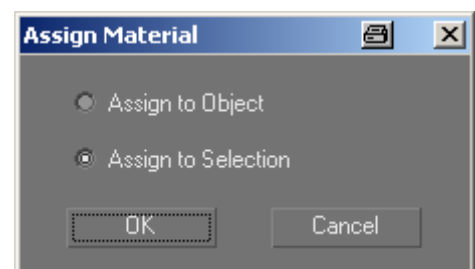 Assign Material
Assign to Object
Assign to Selection
OK Cancel